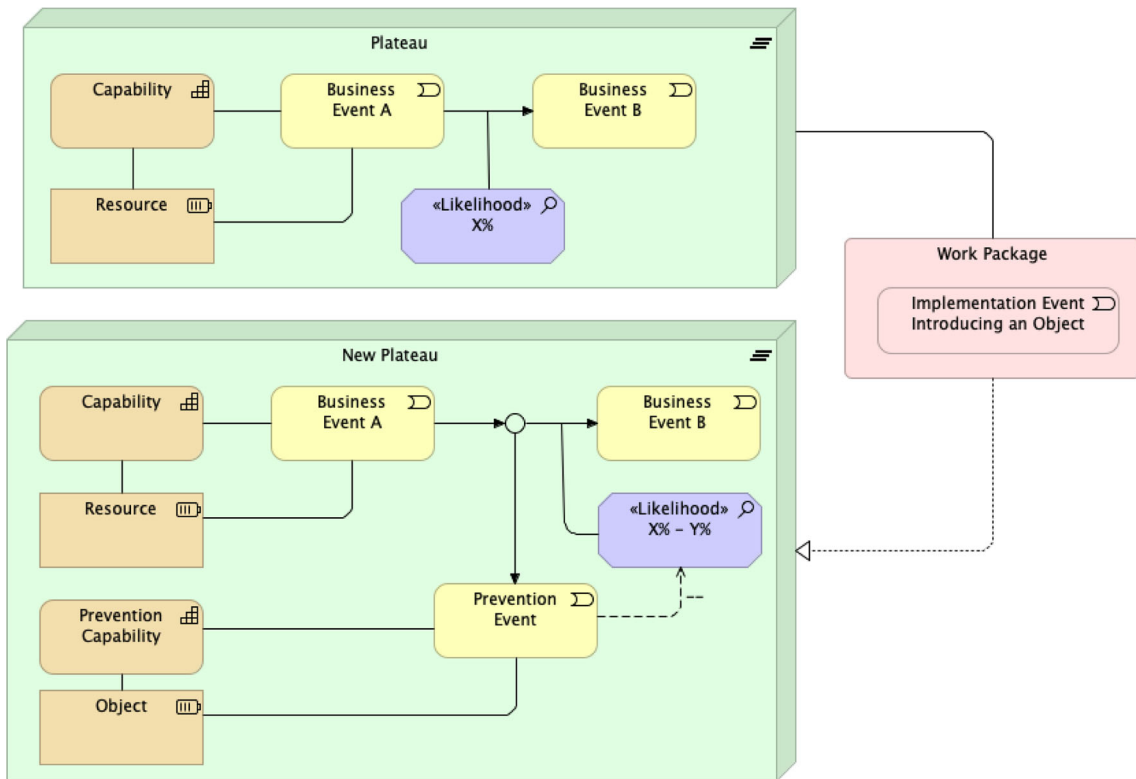 Plateau
Capability
Business
Event A
Business
Event B
Resource
«Likelihood»
X%
Work Package
Implementation Event
Introducing an Object
New Plateau
Capability
Business
Event A
Business
Event B
Resource
«Likelihood»
X% - Y%
Prevention
Capability
Prevention
Event
--
Object